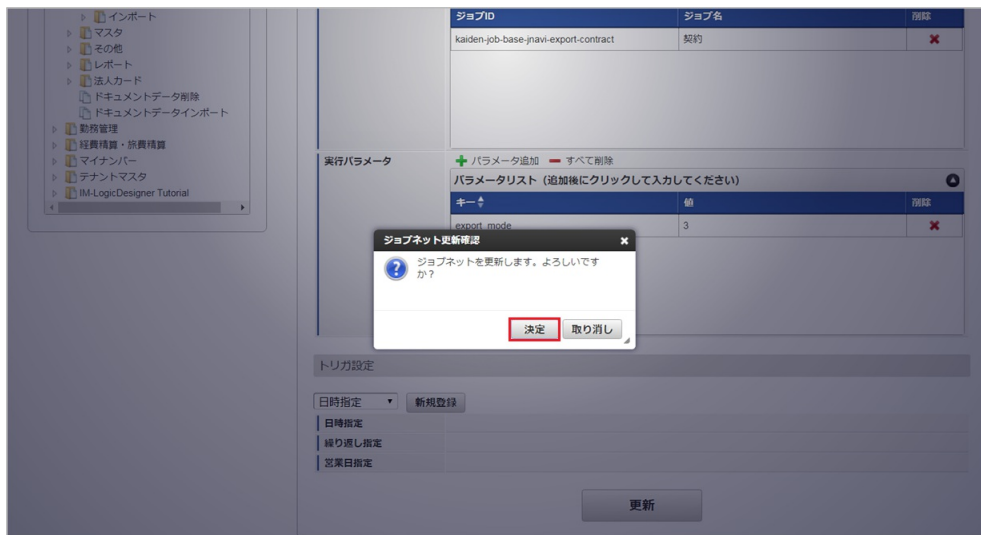 インポート
マスタ
その他
レポート
法人カード
ドキュメントデータ削除
ドキュメントデータインポート
勤務管理
経費精算・旅費精算
マイナンバー
テナントマスタ
IM-LogicDesigner Tutorial
ジョブID ジョブ名 削除
kaiden-job-base-jnavi-export-contract 契約
実行パラメータ
パラメータ追加 すべて削除
パラメータリスト（追加後にクリックして入力してください）
キー 値 削除
export_mode 3
ジョブネット更新確認
ジョブネットを更新します。よろしいです
か？
決定 取り消し
トリガ設定
日時指定 新規登録
日時指定
繰り返し指定
営業日指定
更新